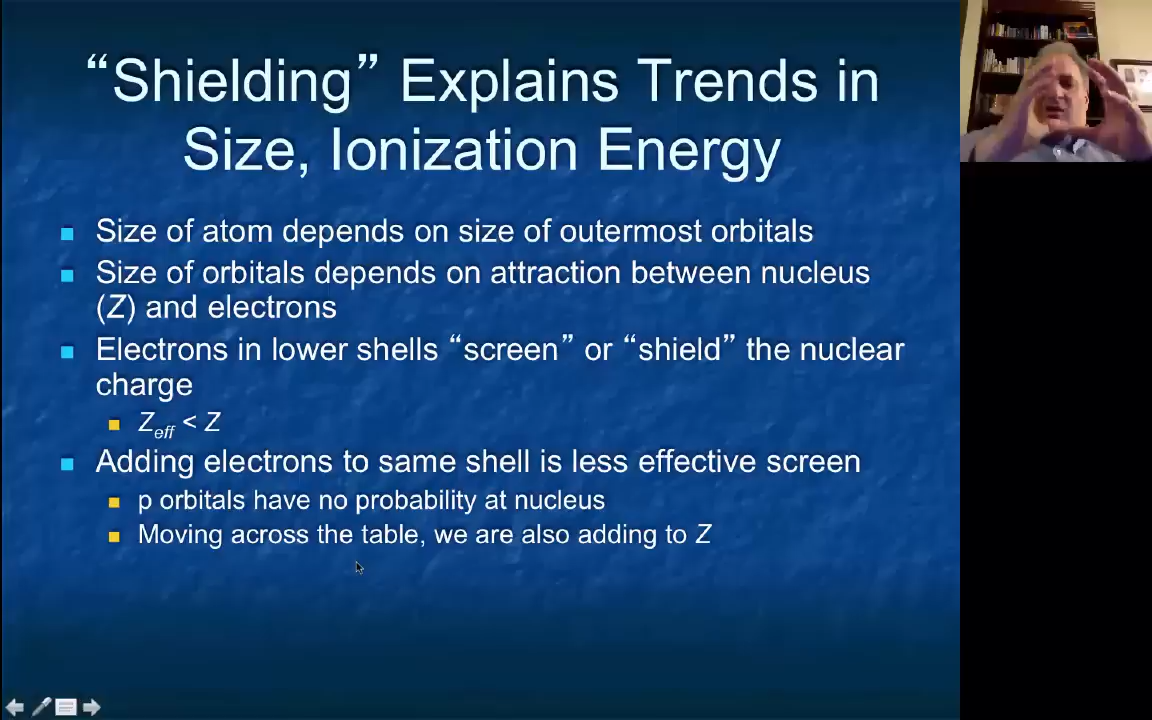 “Shielding” Explains Trends in
Size, Ionization Energy
Size of atom depends on size of outermost orbitals
Size of orbitals depends on attraction between nucleus
(Z) and electrons
Electrons in lower shells “screen” or “shield” the nuclear
charge
Zeff < Z
Adding electrons to same shell is less effective screen
p orbitals have no probability at nucleus
Moving across the table, we are also adding to Z